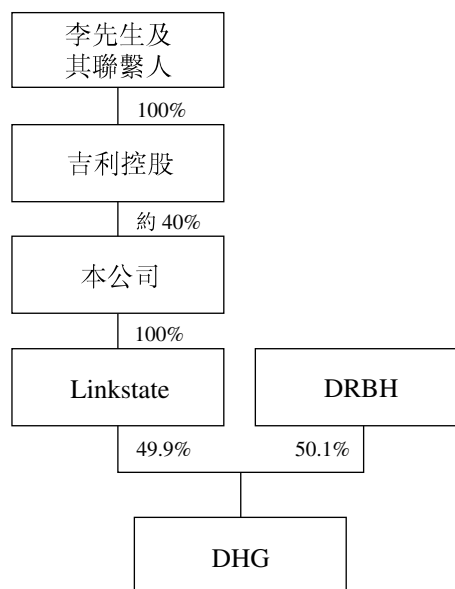 李先生及
其聯繫人
100%
吉利控股
約 40%
本公司
100%
Linkstate
DRBH
49.9%
50.1%
DHG